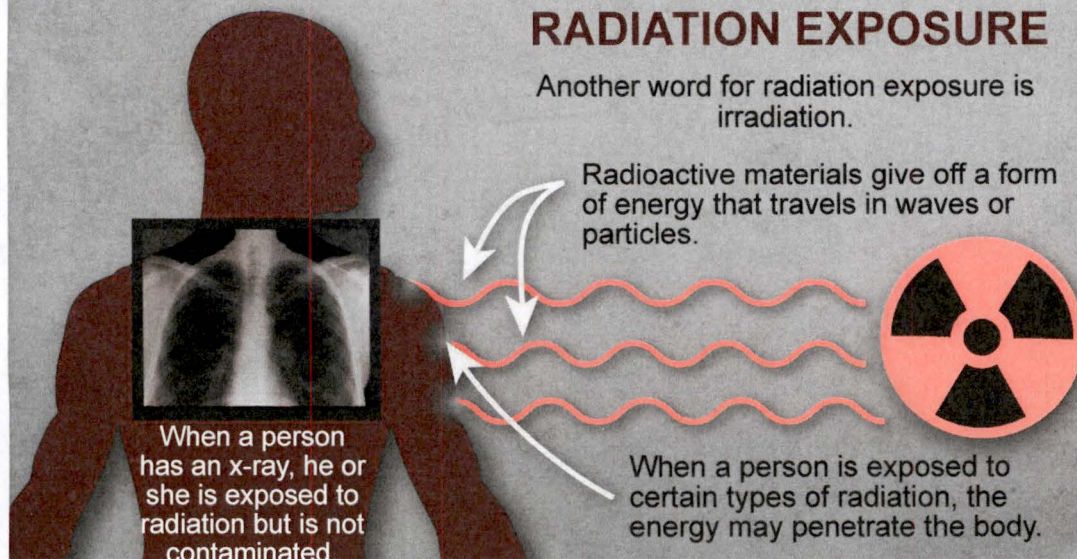 RADIATION EXPOSURE
Another word for radiation exposure is
irradiation.
Radioactive materials give off a form
of energy that travels in waves or
particles.
When a person
has an x-ray, he or
she is exposed to
radiation but is not
contaminated
When a person is exposed to
certain types of radiation, the
energy may penetrate the body.